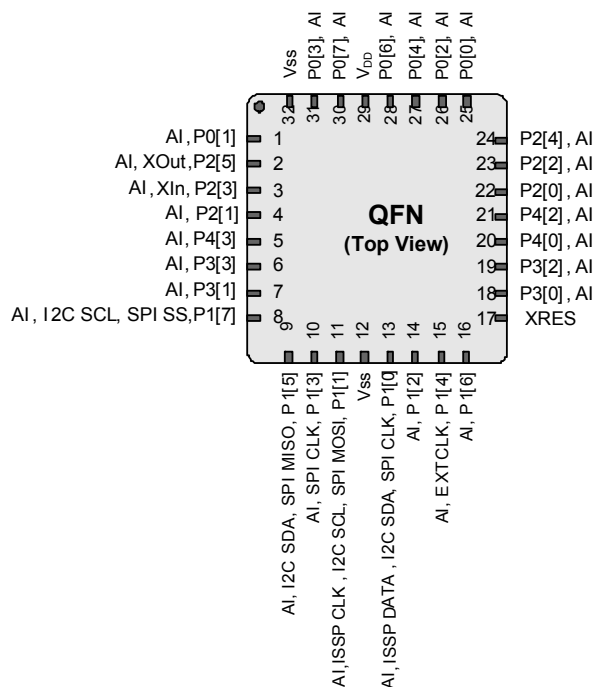 Vss
P0[3], AI
P0[7], AI
VDD
P0[6], AI
P0[4], AI
P0[2], AI
P0[0], AI
32
31
30
29
28
27
26
25
AI, P0[1]
1
AI, XOut, P2[5]
2
AI, XIn, P2[3]
3
AI, P2[1]
4
AI, P4[3]
5
AI, P3[3]
6
AI, P3[1]
7
AI, I2C SCL, SPI SS, P1[7]
8
QFN
(Top View)
24
P2[4], AI
23
P2[2], AI
22
P2[0], AI
21
P4[2], AI
20
P4[0], AI
19
P3[2], AI
18
P3[0], AI
17
XRES
9
10
11
12
13
14
15
16
AI, I2C SDA, SPI MISO, P1[5]
AI, SPI CLK, P1[3]
AI, ISSP CLK, I2C SCL, SPI MOSI, P1[1]
Vss
AI, ISSP DATA, I2C SDA, SPI CLK, P1[0]
AI, P1[2]
AI, EXTCLK, P1[4]
AI, P1[6]